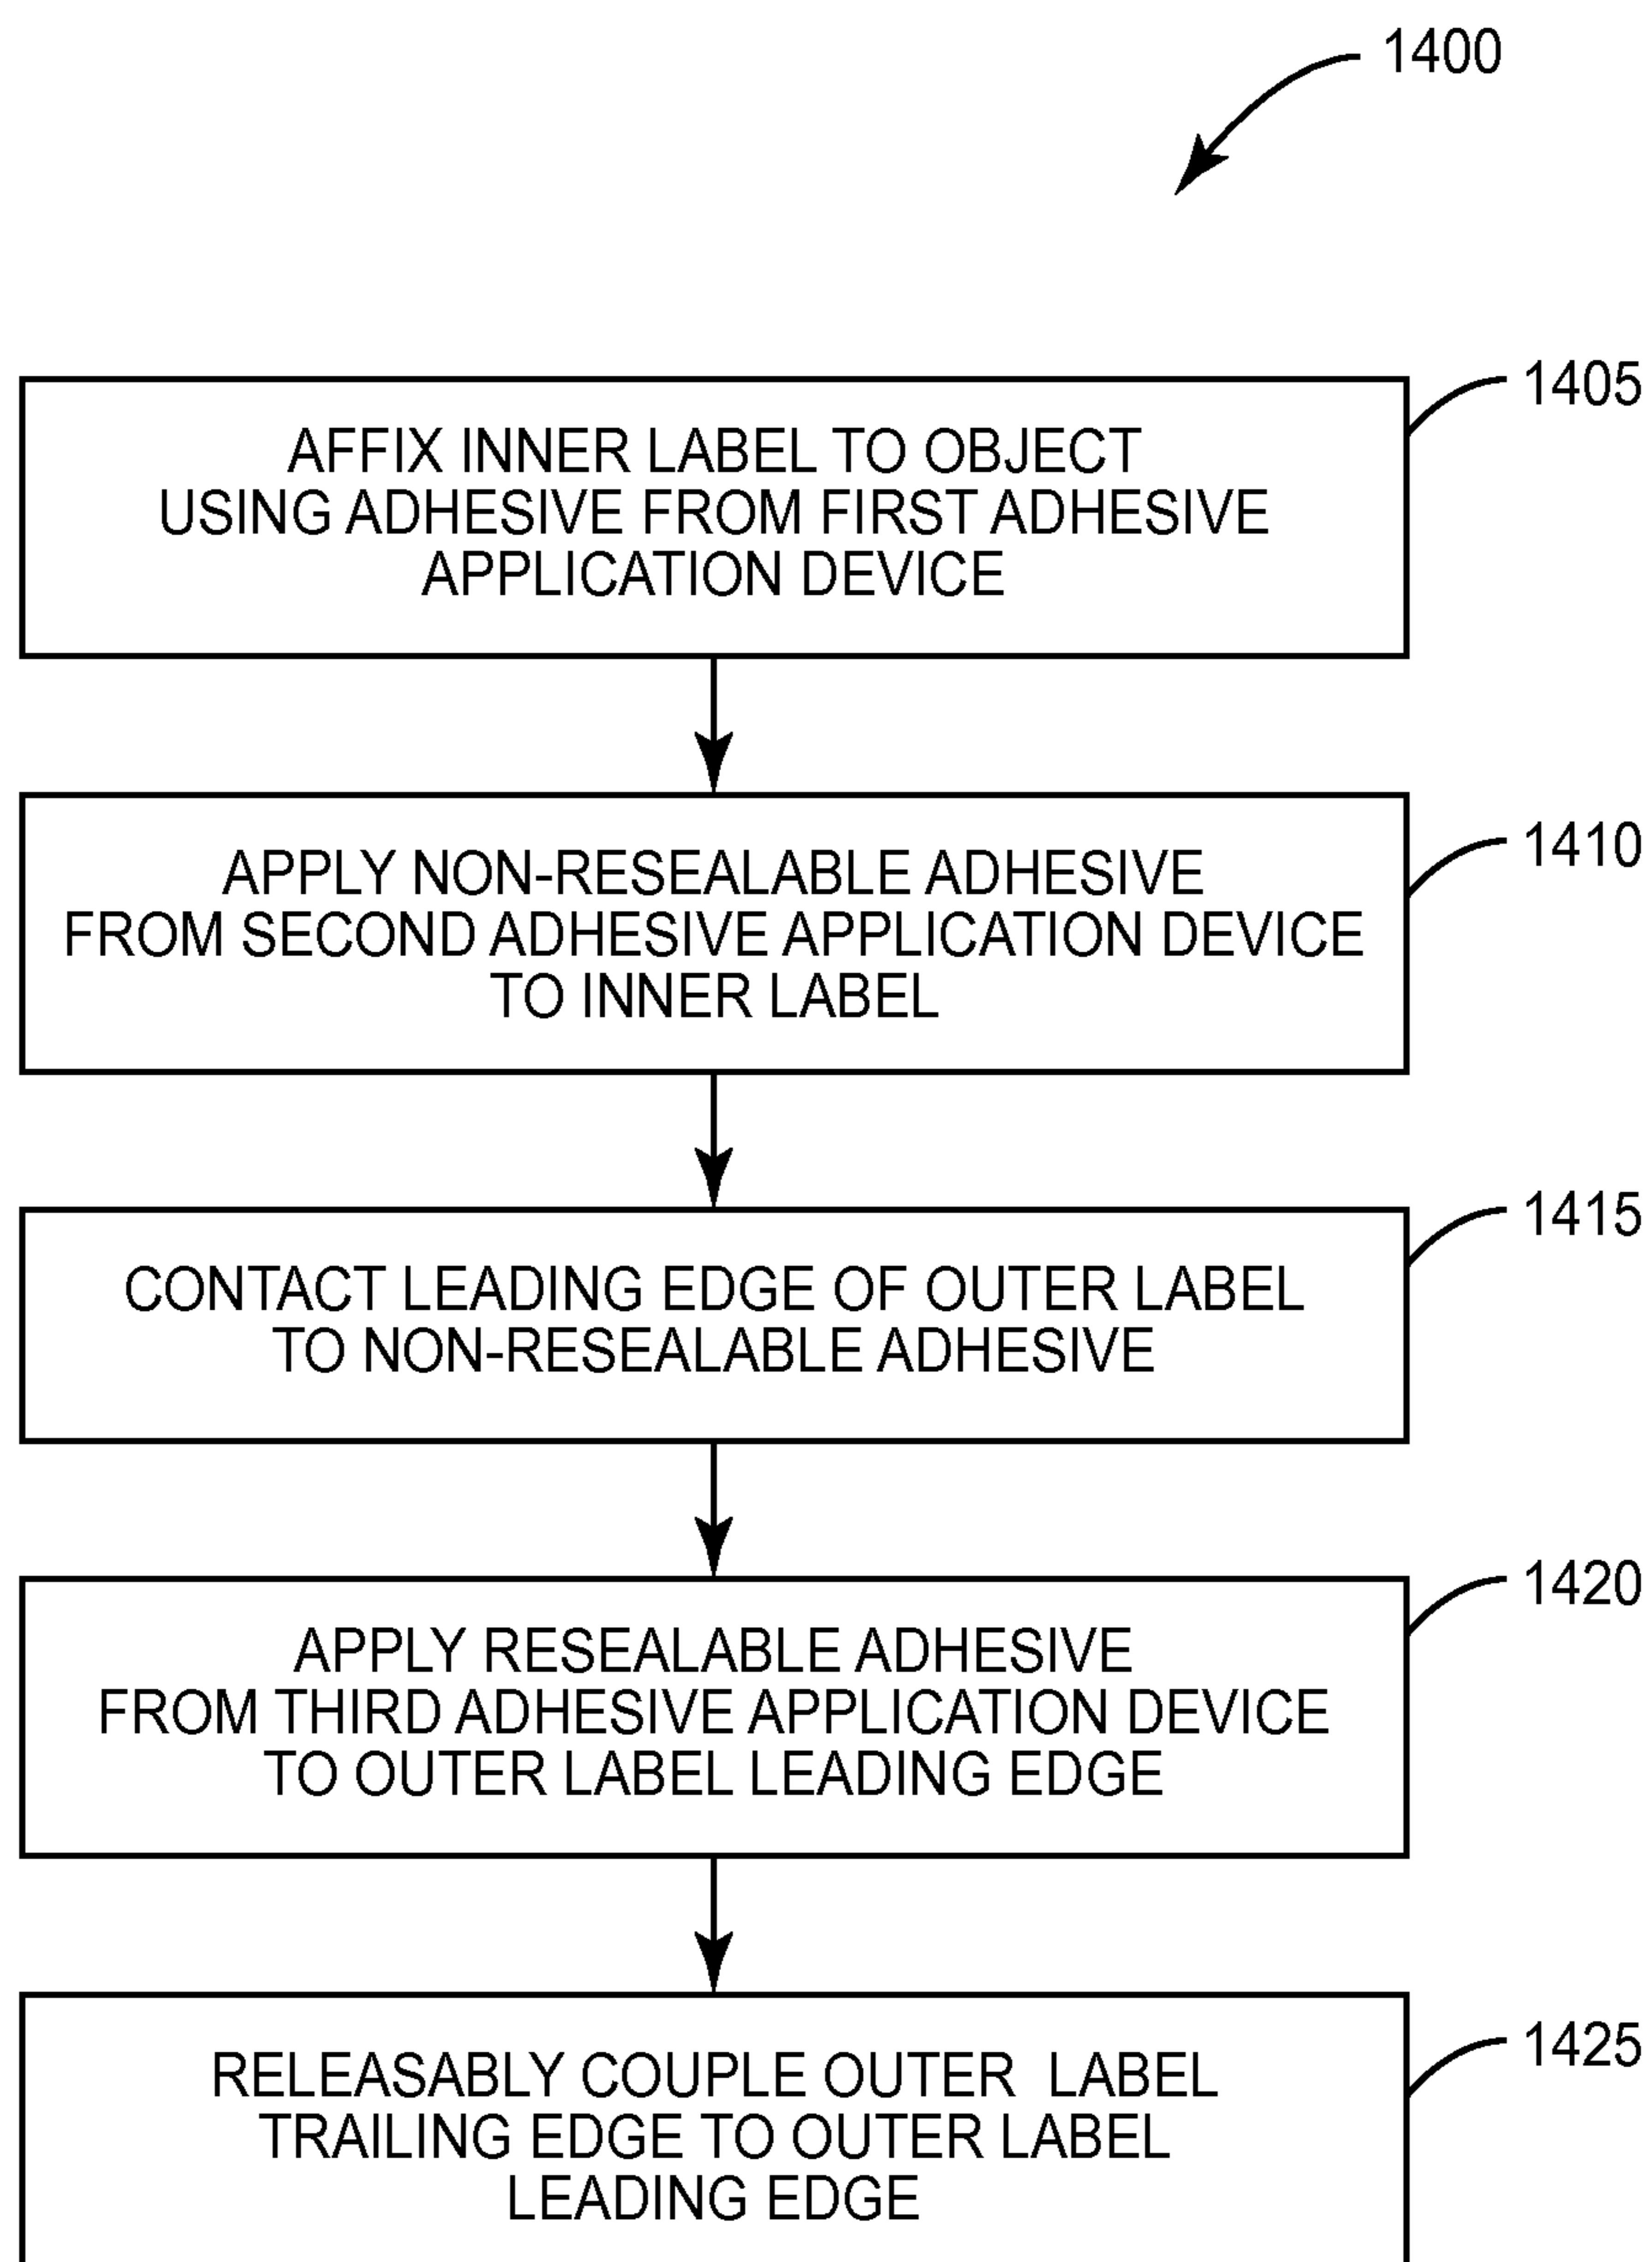 1400
1405
AFFIX INNER LABEL TO OBJECT
USING ADHESIVE FROM FIRST ADHESIVE
APPLICATION DEVICE
1410
APPLY NON-RESEALABLE ADHESIVE
FROM SECOND ADHESIVE APPLICATION DEVICE
TO INNER LABEL
1415
CONTACT LEADING EDGE OF OUTER LABEL
TO NON-RESEALABLE ADHESIVE
1420
APPLY RESEALABLE ADHESIVE
FROM THIRD ADHESIVE APPLICATION DEVICE
TO OUTER LABEL LEADING EDGE
1425
RELEASABLY COUPLE OUTER LABEL
TRAILING EDGE TO OUTER LABEL
LEADING EDGE